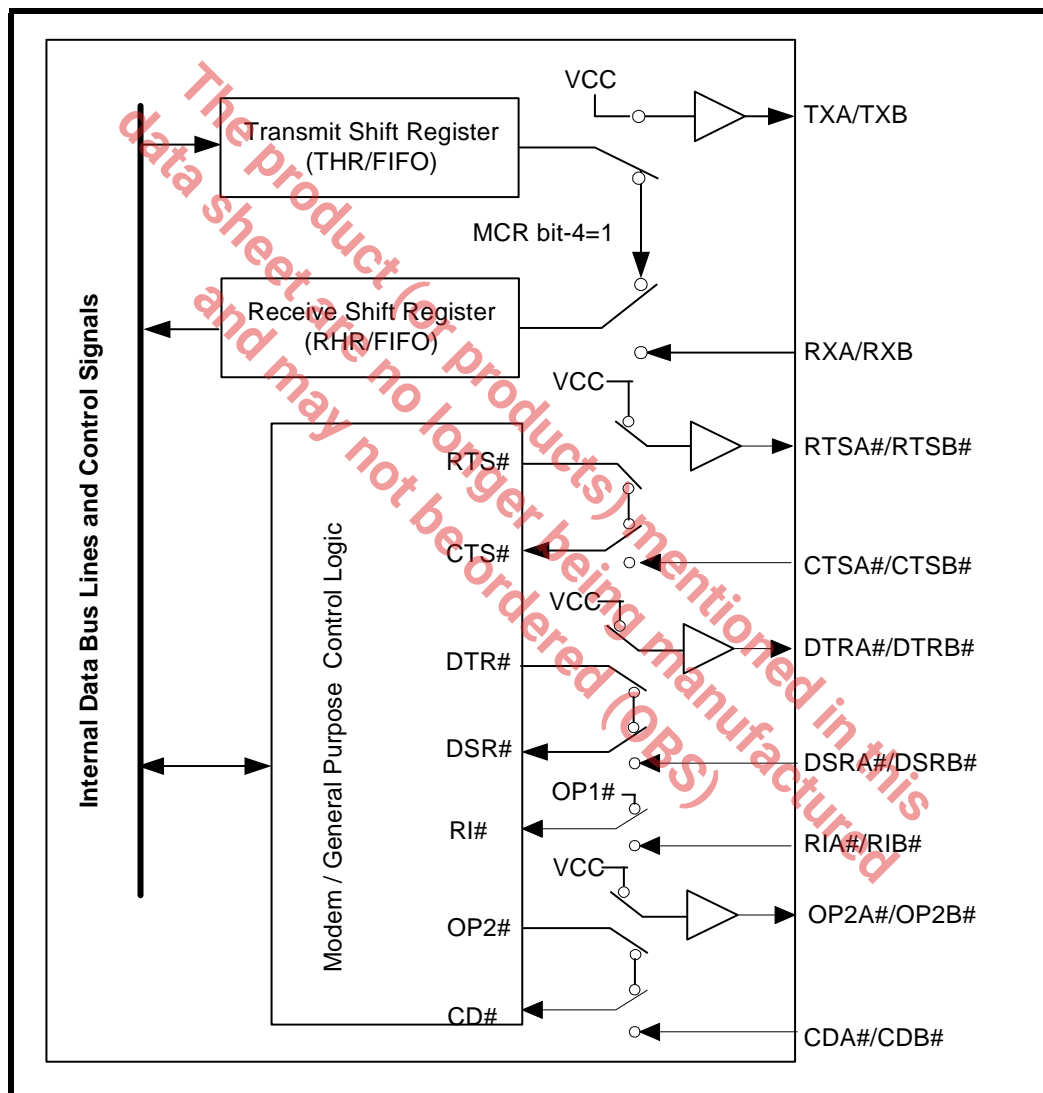 VCC
TXA/TXB
Transmit Shift Register
(THR/FIFO)
MCR bit-4=1
Receive Shift Register
(RHR/FIFO)
RXA/RXB
VCC
RTSA#/RTSB#
RTS#
CTS#
CTSA#/CTSB#
VCC
DTRA#/DTRB#
DTR#
DSR#
DSRA#/DSRB#
OP1#
RI#
RIA#/RIB#
VCC
OP2A#/OP2B#
OP2#
CD#
CDA#/CDB#
Internal Data Bus Lines and Control Signals
Modem / General Purpose Control Logic
The product (or products) mentioned in this
data sheet are no longer being manufactured
and may not be ordered (OBS)